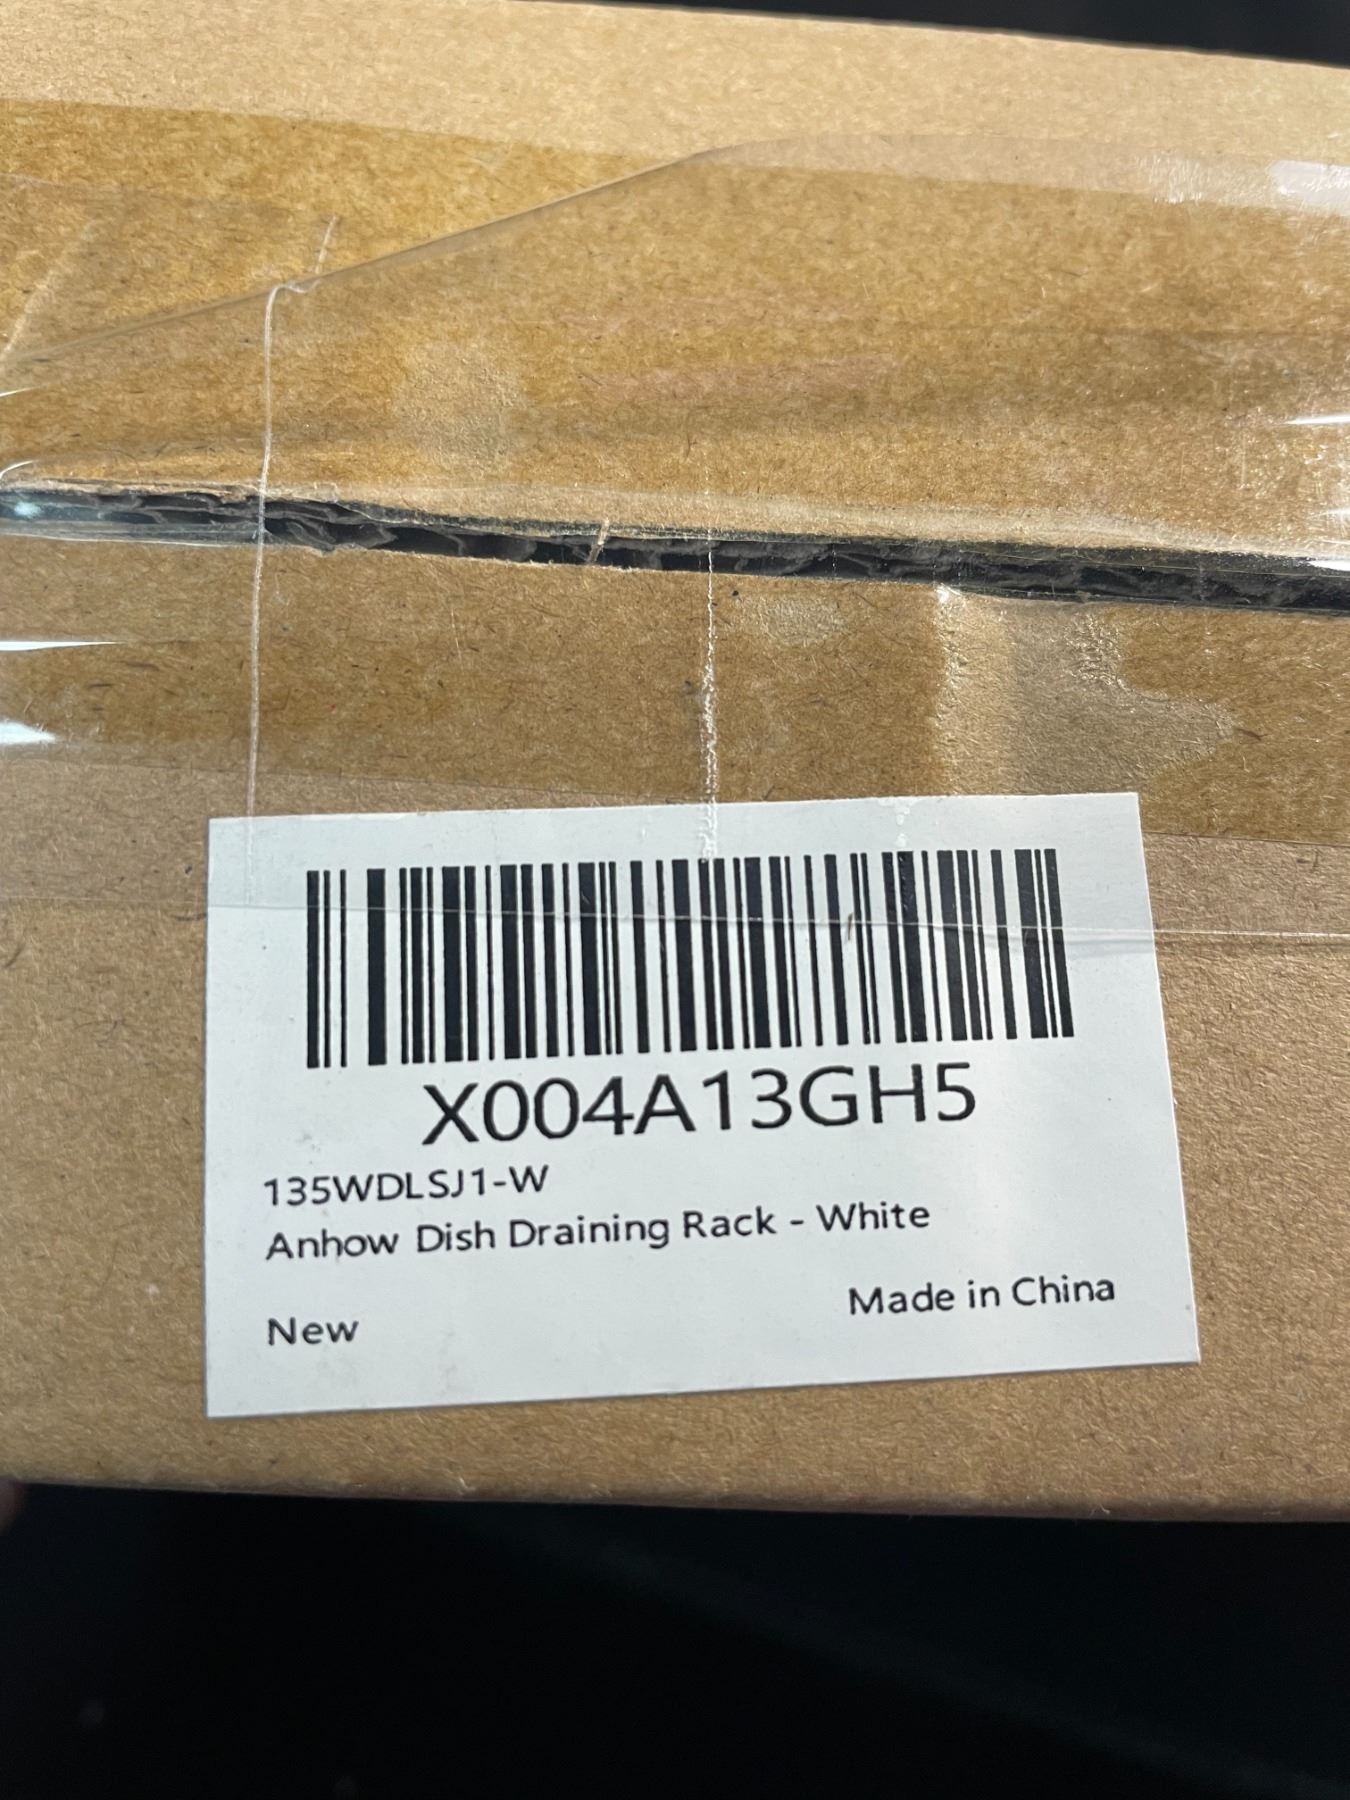 X004A13GH5
135WDLSJ1-W
Anhow Dish Draining Rack - White
Made in China
New